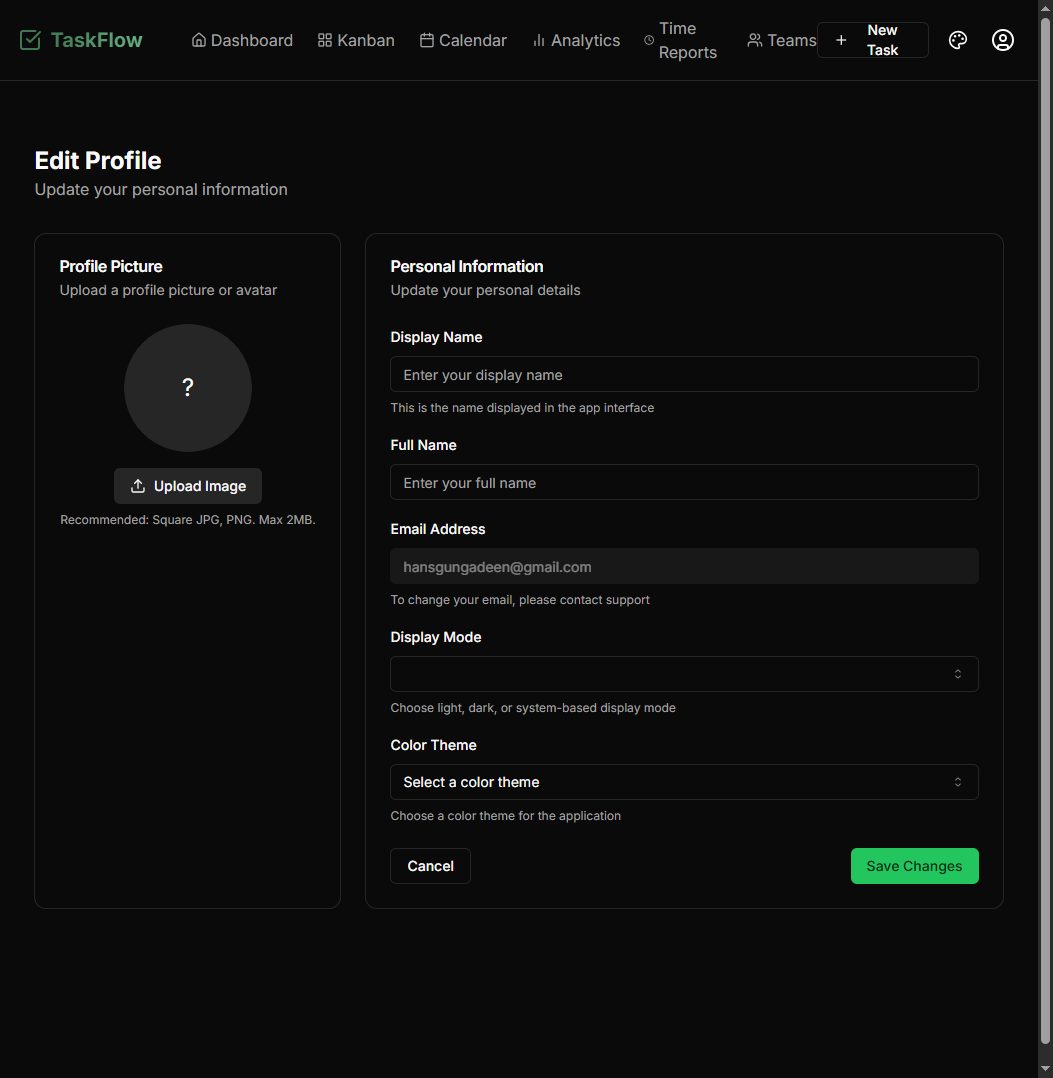 TaskFlow
Dashboard
Kanban
Calendar
Analytics
Time
Reports
Teams
New
Task
Edit Profile
Update your personal information
Profile Picture
Upload a profile picture or avatar
?
Upload Image
Recommended: Square JPG, PNG. Max 2MB.
Personal Information
Update your personal details
Display Name
Enter your display name
This is the name displayed in the app interface
Full Name
Enter your full name
Email Address
hansgungadeen@gmail.com
To change your email, please contact support
Display Mode
Choose light, dark, or system-based display mode
Color Theme
Select a color theme
Choose a color theme for the application
Cancel
Save Changes